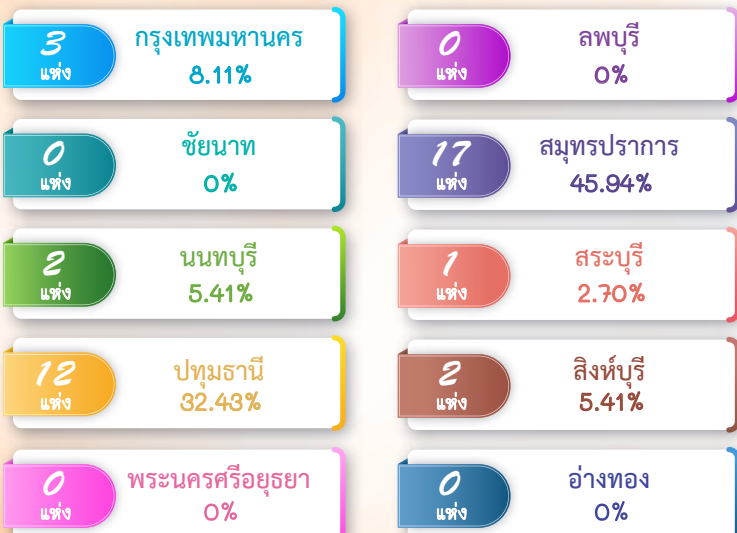 3
แห่ง
กรุงเทพมหานคร
8.11%
0
แห่ง
ลพบุรี
0%
0
แห่ง
ชัยนาท
0%
17
แห่ง
สมุทรปราการ
45.94%
2
แห่ง
นนทบุรี
5.41%
1
แห่ง
สระบุรี
2.70%
12
แห่ง
ปทุมธานี
32.43%
2
แห่ง
สิงห์บุรี
5.41%
0
แห่ง
พระนครศรีอยุธยา
0%
0
แห่ง
อ่างทอง
0%